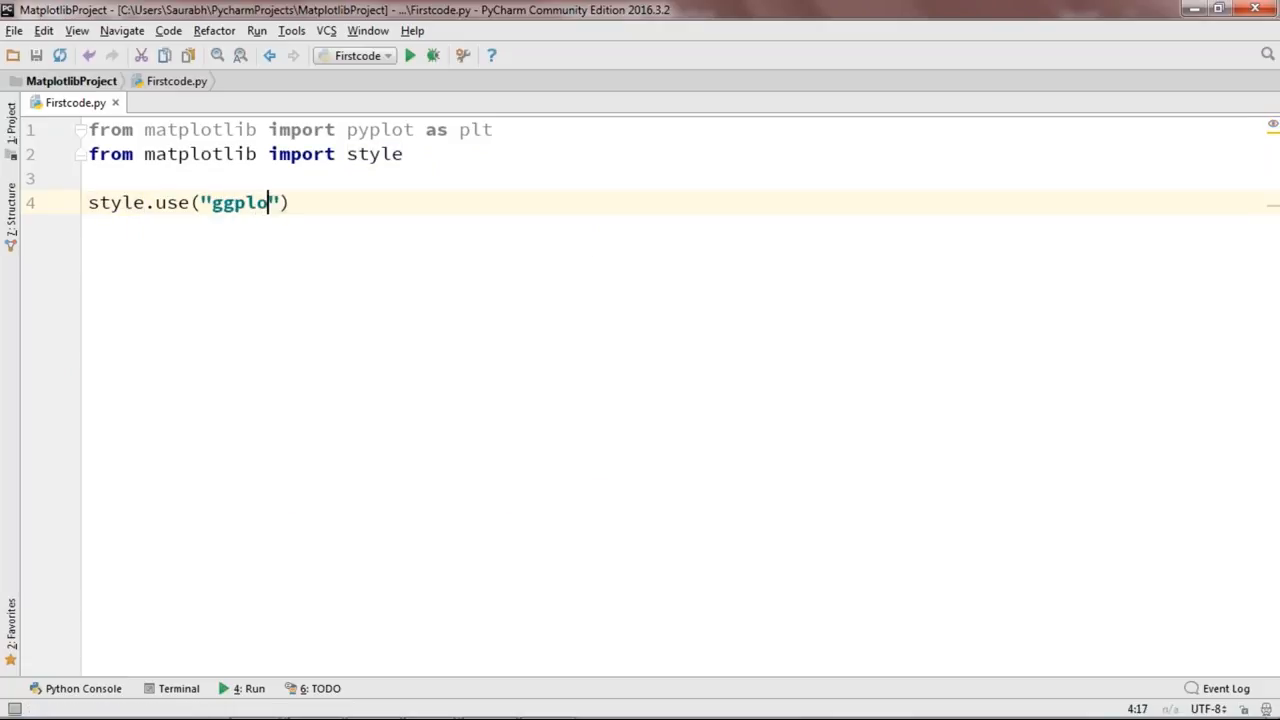 MatplotlibProject - [C:\Users\Saurabh\PycharmProjects\MatplotlibProject] - ...\Firstcode.py - PyCharm Community Edition 2016.3.2
File Edit View Navigate Code Refactor Run Tools VCS Window Help
Firstcode
MatplotlibProject Firstcode.py
Firstcode.py
1: Project
7: Structure
2: Favorites
1 from matplotlib import pyplot as plt
2 from matplotlib import style
3
4 style.use("ggplo")
Python Console Terminal 4: Run 6: TODO Event Log
4:17 n/a UTF-8